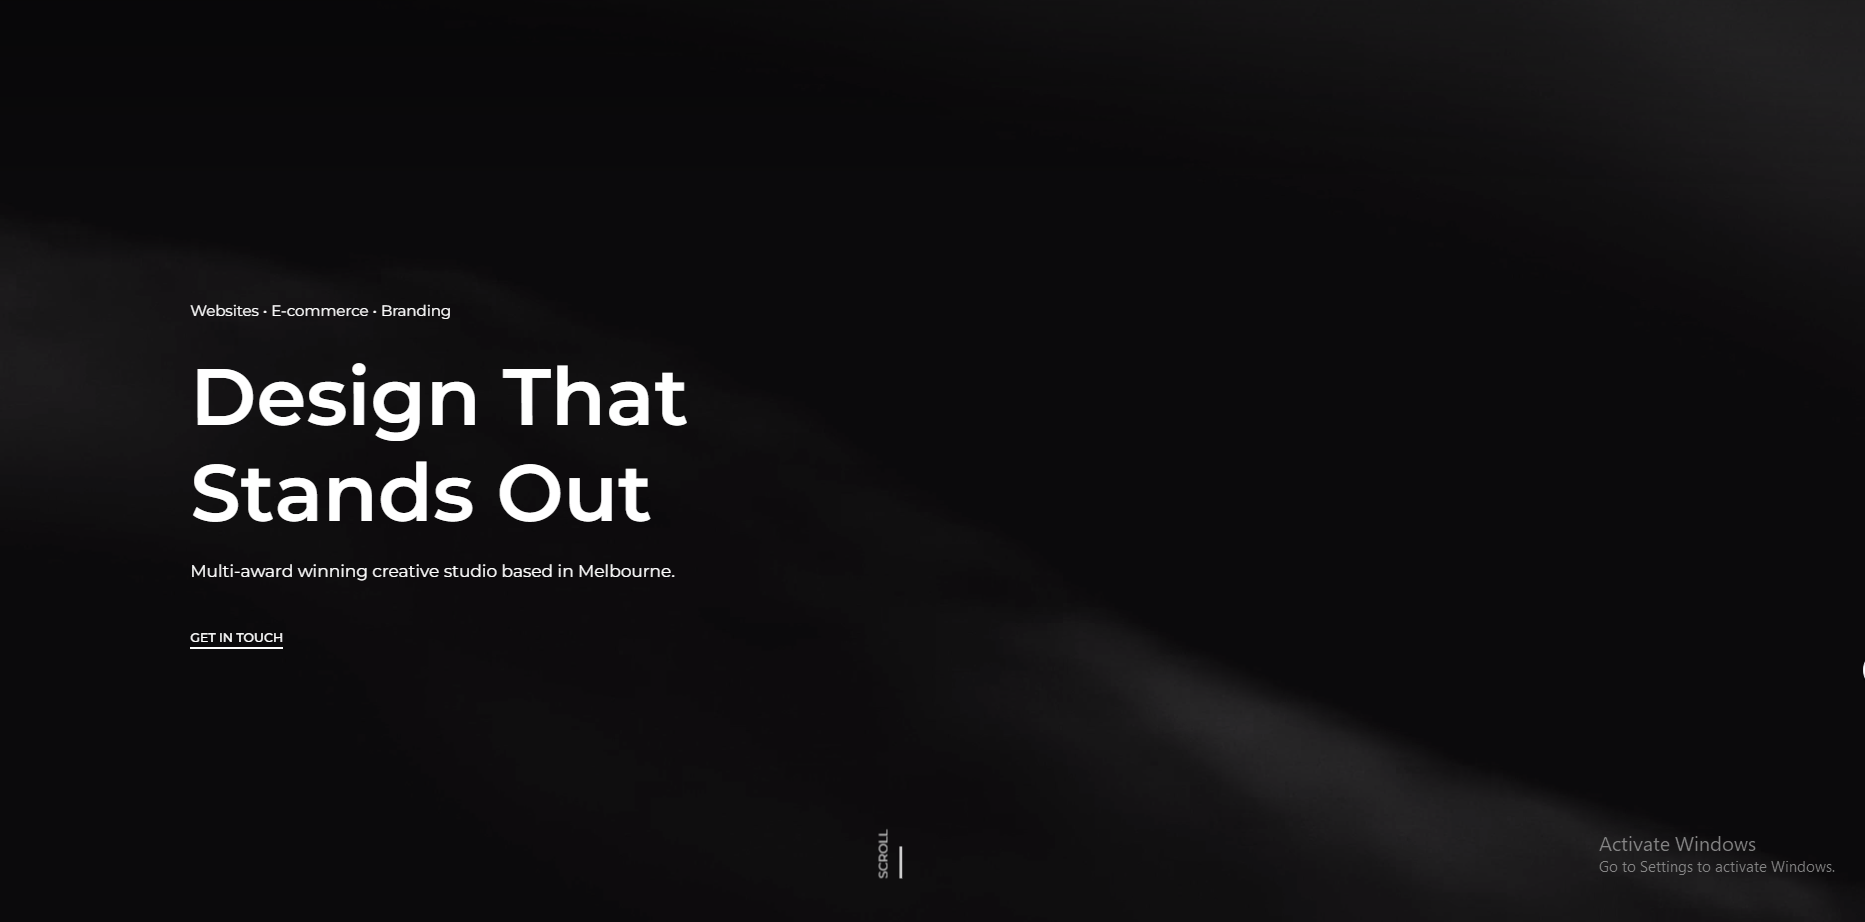 Websites • E-commerce • Branding
Design That
Stands Out
Multi-award winning creative studio based in Melbourne.
GET IN TOUCH
SCROLL
Activate Windows
Go to Settings to activate Windows.